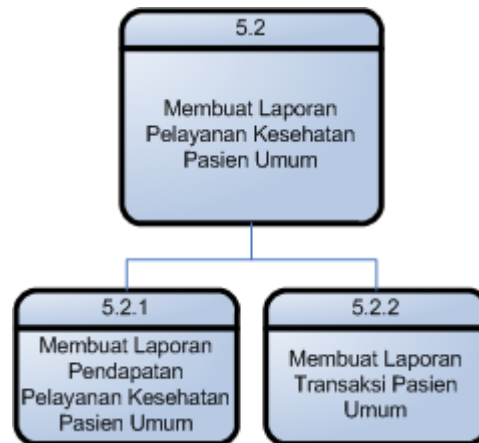 5.2
Membuat Laporan
Pelayanan Kesehatan
Pasien Umum
5.2.1
Membuat Laporan
Pendapatan
Pelayanan Kesehatan
Pasien Umum
5.2.2
Membuat Laporan
Transaksi Pasien
Umum